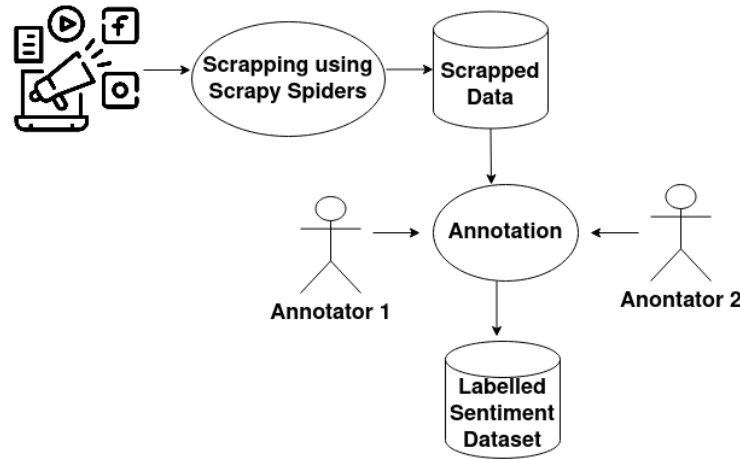 Scrapping using
Scrapy Spiders
Scrapped
Data
Annotation
Annotator 1
Anontator 2
Labelled
Sentiment
Dataset